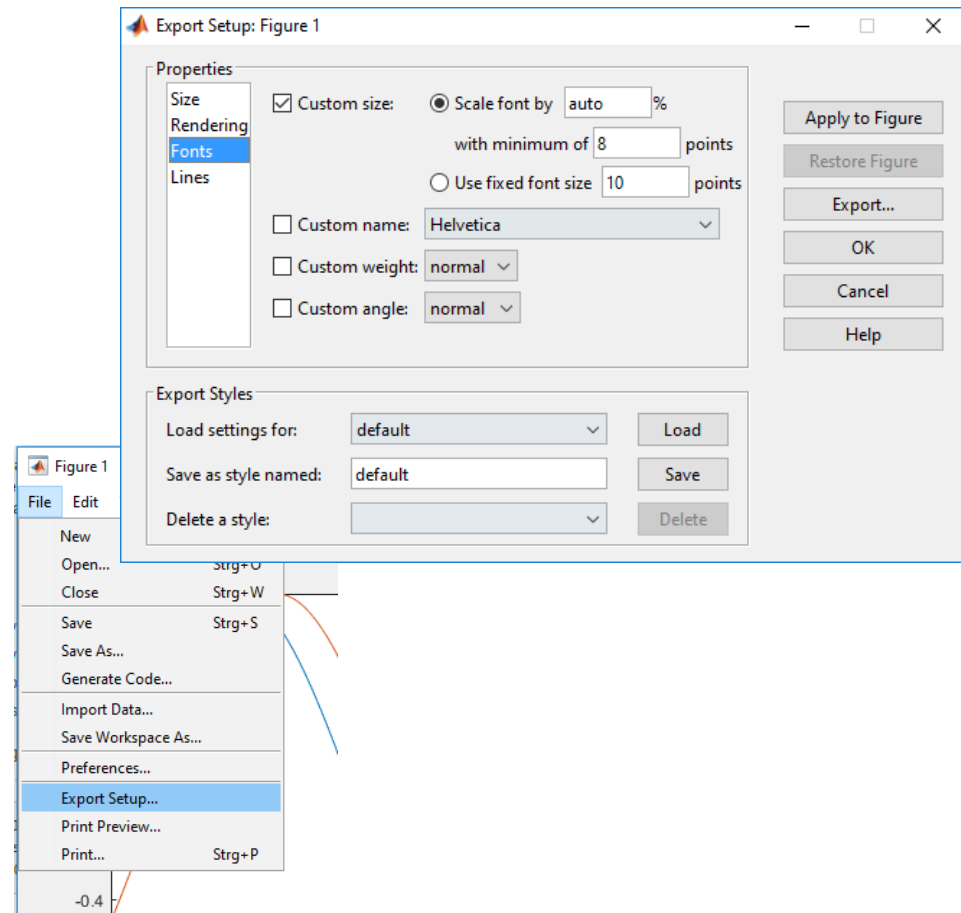 Export Setup: Figure 1
Properties
Size
Rendering
Fonts
Lines
Custom size: Scale font by auto %
with minimum of 8 points
Use fixed font size 10 points
Custom name: Helvetica
Custom weight: normal
Custom angle: normal
Apply to Figure
Restore Figure
Export...
OK
Cancel
Help
Export Styles
Load settings for: default Load
Save as style named: default Save
Delete a style: Delete
Figure 1
File Edit
New
Open... Strg+O
Close Strg+W
Save Strg+S
Save As...
Generate Code...
Import Data...
Save Workspace As...
Preferences...
Export Setup...
Print Preview...
Print... Strg+P
-0.4